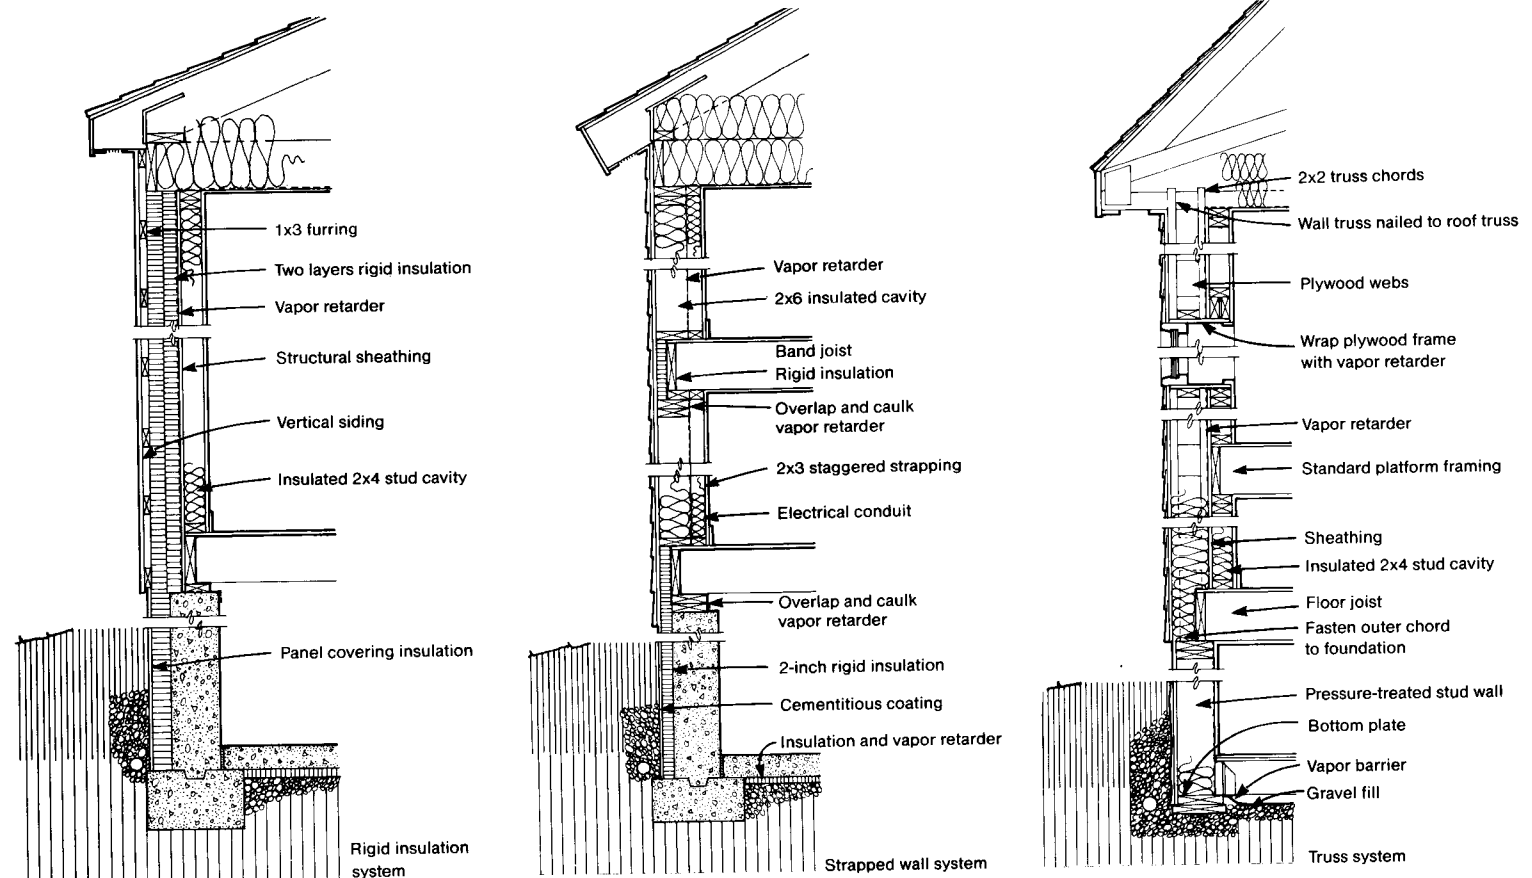 1x3 furring
Two layers rigid insulation
Vapor retarder
Structural sheathing
Vertical siding
Insulated 2x4 stud cavity
Panel covering insulation
Rigid insulation
system
Vapor retarder
2x6 insulated cavity
Band joist
Rigid insulation
Overlap and caulk
vapor retarder
2x3 staggered strapping
Electrical conduit
Overlap and caulk
vapor retarder
2-inch rigid insulation
Cementitious coating
Insulation and vapor retarder
Strapped wall system
2x2 truss chords
Wall truss nailed to roof truss
Plywood webs
Wrap plywood frame
with vapor retarder
Vapor retarder
Standard platform framing
Sheathing
Insulated 2x4 stud cavity
Floor joist
Fasten outer chord
to foundation
Pressure-treated stud wall
Bottom plate
Vapor barrier
Gravel fill
Truss system